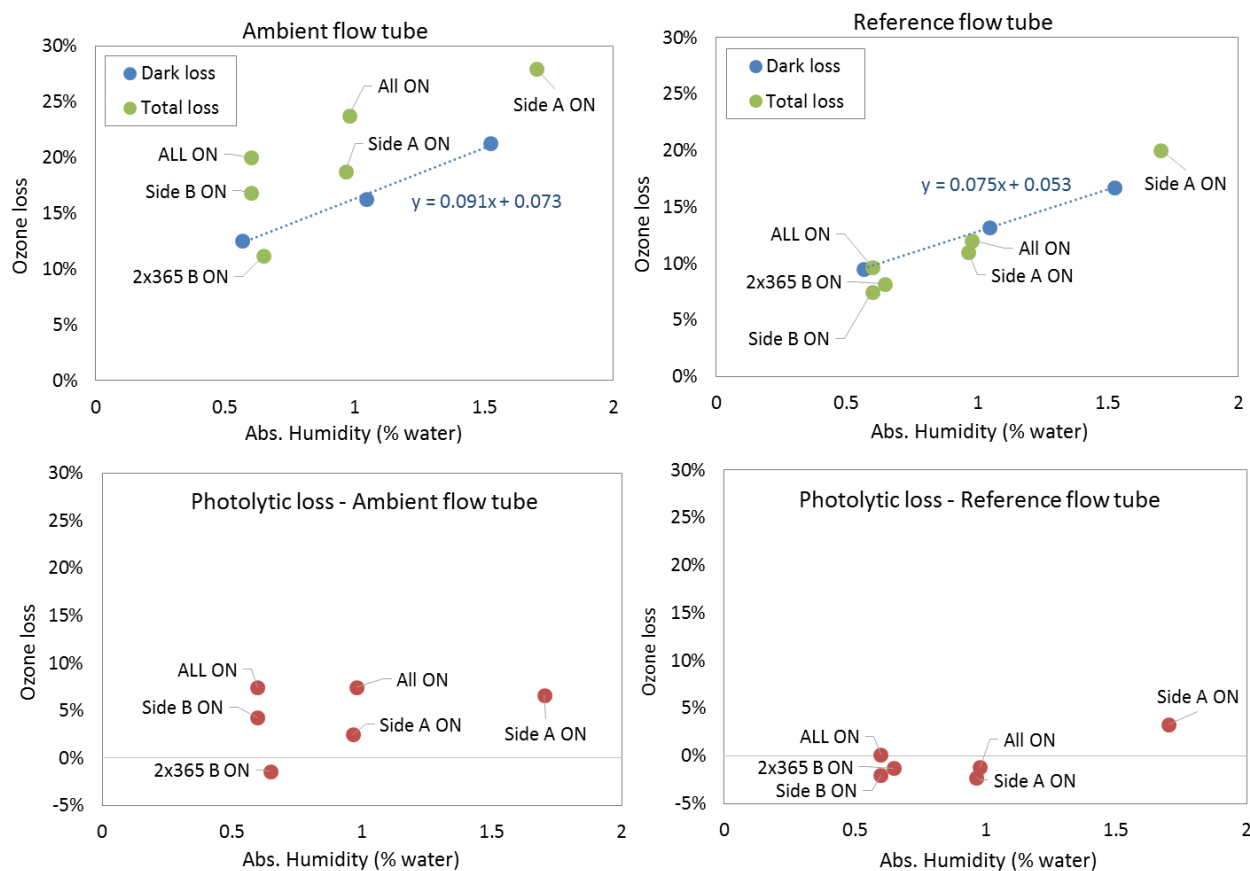 Ambient flow tube
30%
25%
20%
15%
10%
5%
0%
Ozone loss
Dark loss
Total loss
ALL ON
Side B ON
2x365 B ON
All ON
Side A ON
Side A ON
y = 0.091x + 0.073
0
0.5
1
1.5
2
Abs. Humidity (% water)
Reference flow tube
30%
25%
20%
15%
10%
5%
0%
Ozone loss
Dark loss
Total loss
Side A ON
y = 0.075x + 0.053
ALL ON
2x365 B ON
Side B ON
All ON
Side A ON
0
0.5
1
1.5
2
Abs. Humidity (% water)
Photolytic loss - Ambient flow tube
30%
25%
20%
15%
10%
5%
0%
-5%
Ozone loss
ALL ON
Side B ON
2x365 B ON
All ON
Side A ON
Side A ON
0
0.5
1
1.5
2
Abs. Humidity (% water)
Photolytic loss - Reference flow tube
30%
25%
20%
15%
10%
5%
0%
-5%
Ozone loss
Side A ON
ALL ON
2x365 B ON
Side B ON
All ON
Side A ON
0
0.5
1
1.5
2
Abs. Humidity (% water)